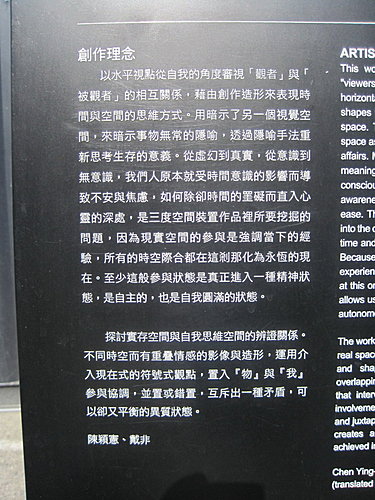 創作理念
以水平視點從自我的角度審視「觀者」與「
被觀者」的相互關係，藉由創作造形來表現時
間與空間的思維方式。用暗示了另一個視覺空
間，來暗示事物無常的隱喻，透過隱喻手法重
新思考生存的意義。從虛幻到真實，從意識到
無意識，我們人原本就受時間意識的影響而導
致不安與焦慮，如何除卻時間的罣礙而直入心
靈的深處，是三度空間裝置作品裡所要挖掘的
問題，因為現實空間的參與是強調當下的經
驗，所有的時空際合都在這剎那化為永恆的現
在。至少這般參與狀態是真正進入一種精神狀
態，是自主的，也是自我圓滿的狀態。
探討實存空間與自我思維空間的辨證關係。
不同時空而有重疊情感的影像與造形，運用介
入現在式的符號式觀點，置入『物』與『我』
參與協調，並置或錯置，互斥出一種矛盾，可
以卻又平衡的異質狀態。
陳穎憲、戴非
ARTIS
This wo
"viewers
horizonta
shapes
space. T
space as
affairs. M
meaning
consciou
awarene
ease. Th
into the d
time and
Because
experien
at this or
allows us
autonom
The work
real spac
and shap
overlappin
that inter
involveme
and juxtap
creates a
achieved in
Chen Ying-
(translated